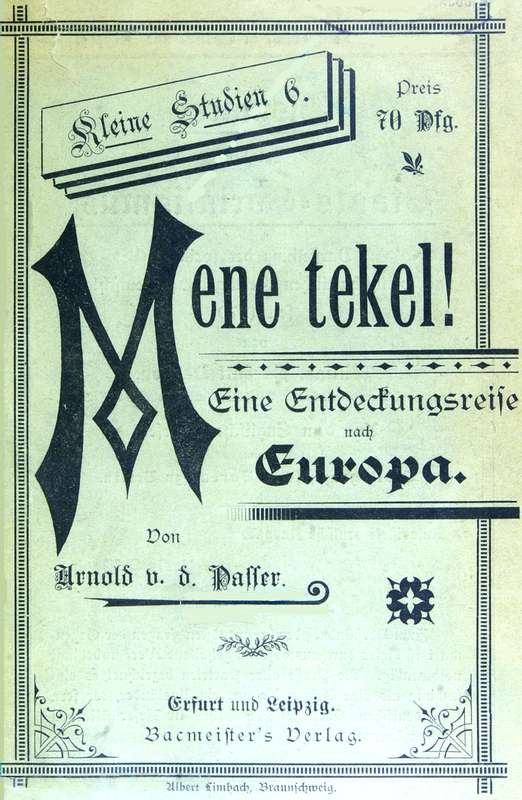 Kleine Studien 6.
Preis
70 Pfg.
Mene tekel!
Eine Entdeckungsreise
nach
Europa.
Von
Arnold v. d. Passer.
Erfurt und Leipzig.
Bacmeister's Verlag.
Albert Limbach, Braunschweig.